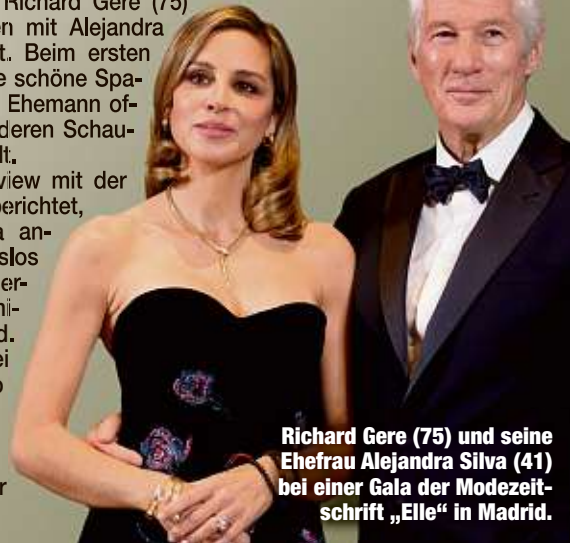 Richard Gere (75)
en mit Alejandra
t. Beim ersten
e schöne Spa-
Ehemann of-
deren Schau-
lt.
view mit der
berichtet,
a an-
slos
er-
ni-
d.
ei
o
r
Richard Gere (75) und seine
Ehefrau Alejandra Silva (41)
bei einer Gala der Modezeit-
schrift „Elle“ in Madrid.